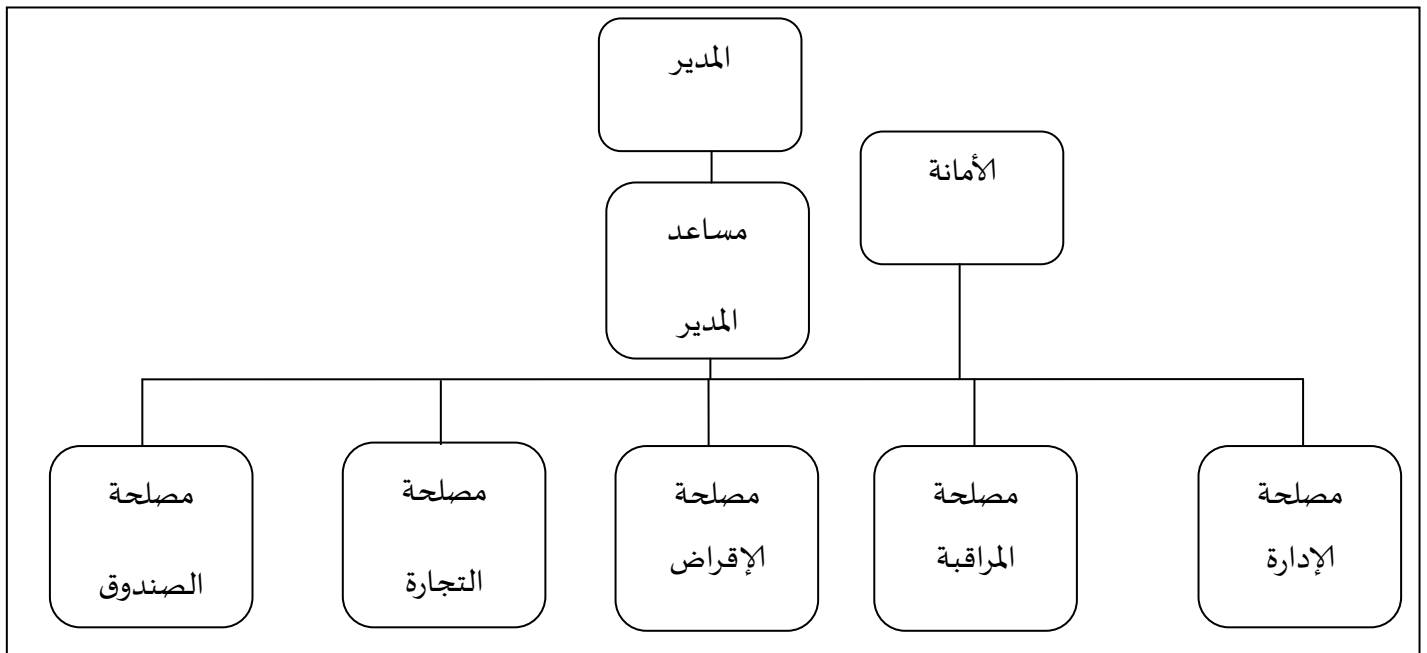 المدير
الأمانة
مساعد
المدير
مصلحة
الإدارة
مصلحة
المراقبة
مصلحة
الإقراض
مصلحة
التجارة
مصلحة
الصندوق